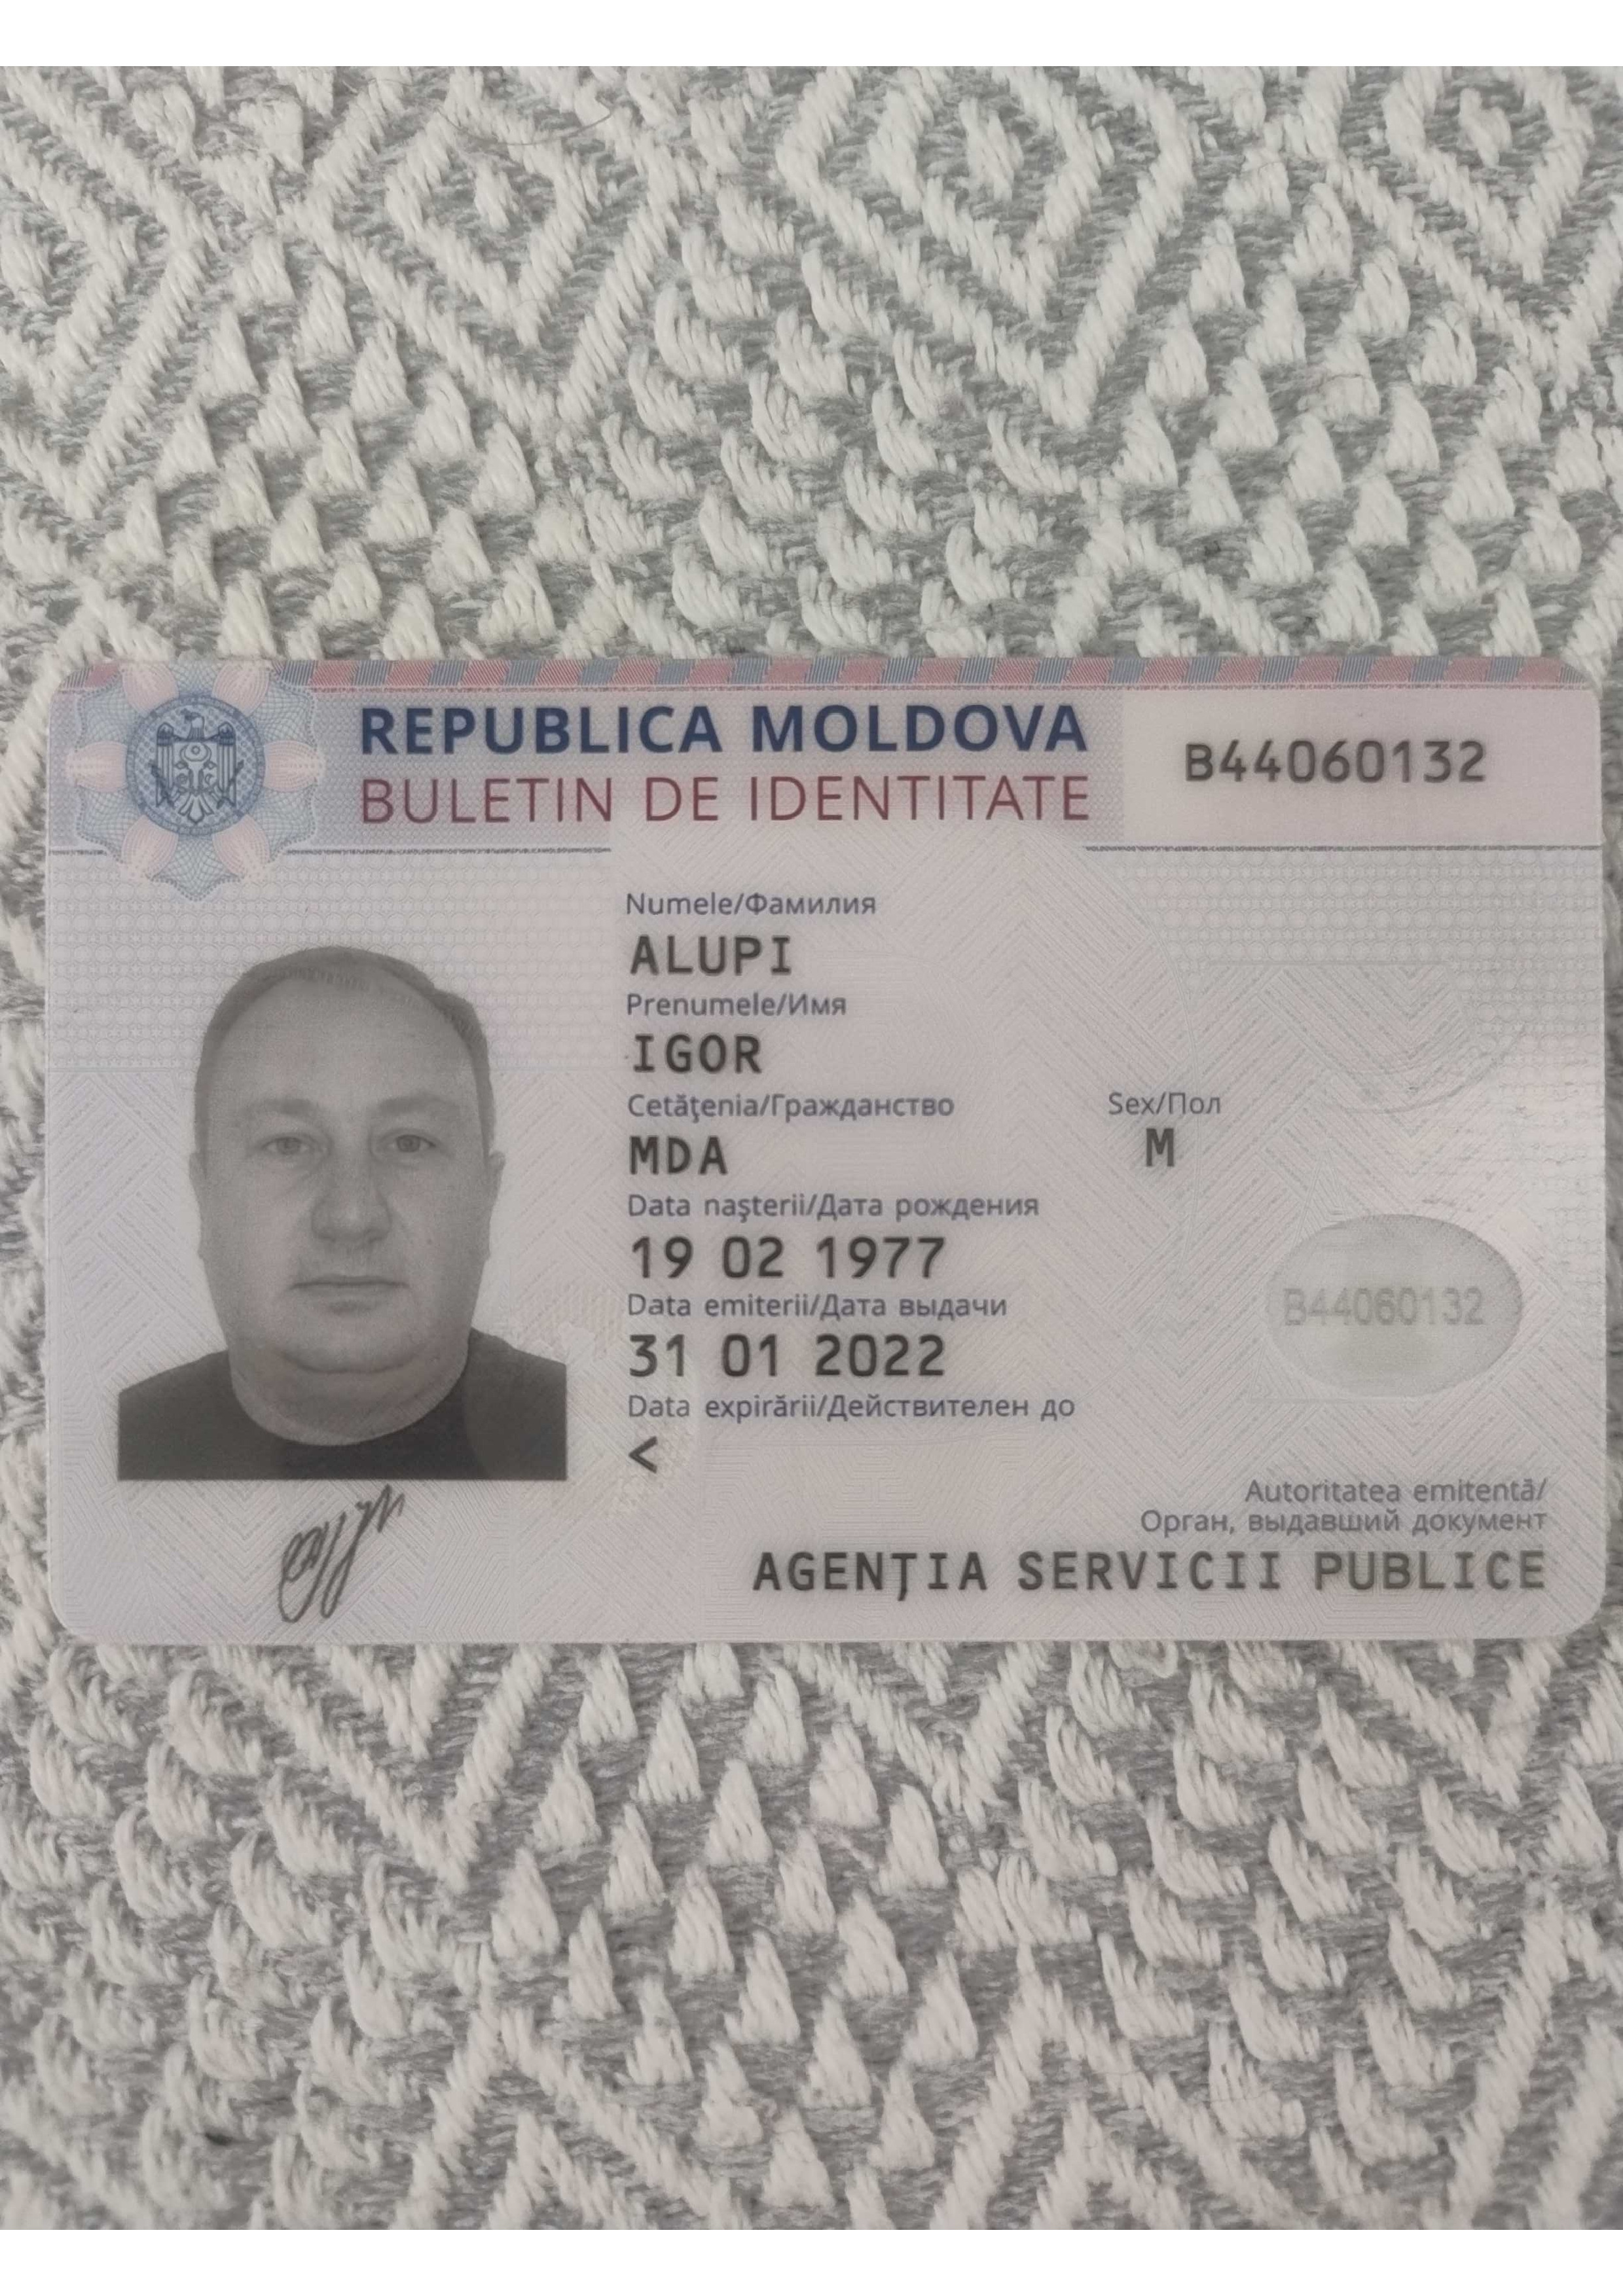 REPUBLICA MOLDOVA
BULETIN DE IDENTITATE
B44060132
Numele/Фамилия
ALUPI
Prenumele/Имя
IGOR
Cetăţenia/Гражданство
MDA
Sex/Пол
M
Data naşterii/Дата рождения
19 02 1977
Data emiterii/Дата выдачи
31 01 2022
Data expirării/Действителен до
<
B44060132
Autoritatea emitentă/
Орган, выдавший документ
AGENŢIA SERVICII PUBLICE